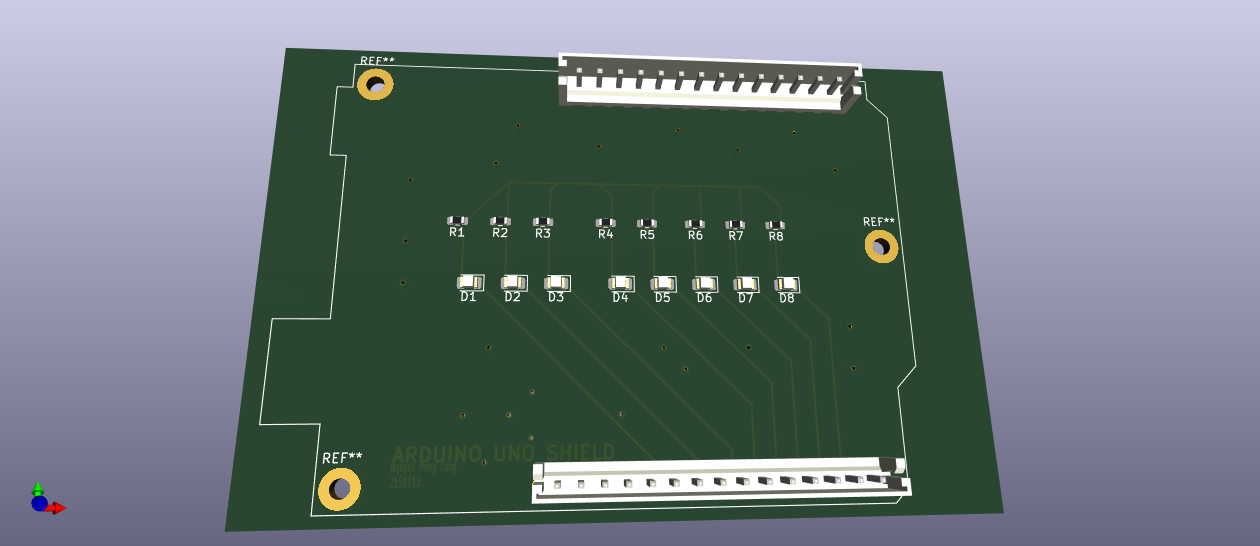 REF**
REF**
R1 R2 R3 R4 R5 R6 R7 R8
D1 D2 D3 D4 D5 D6 D7 D8
ARDUINO UNO SHIELD
REF**
2151113